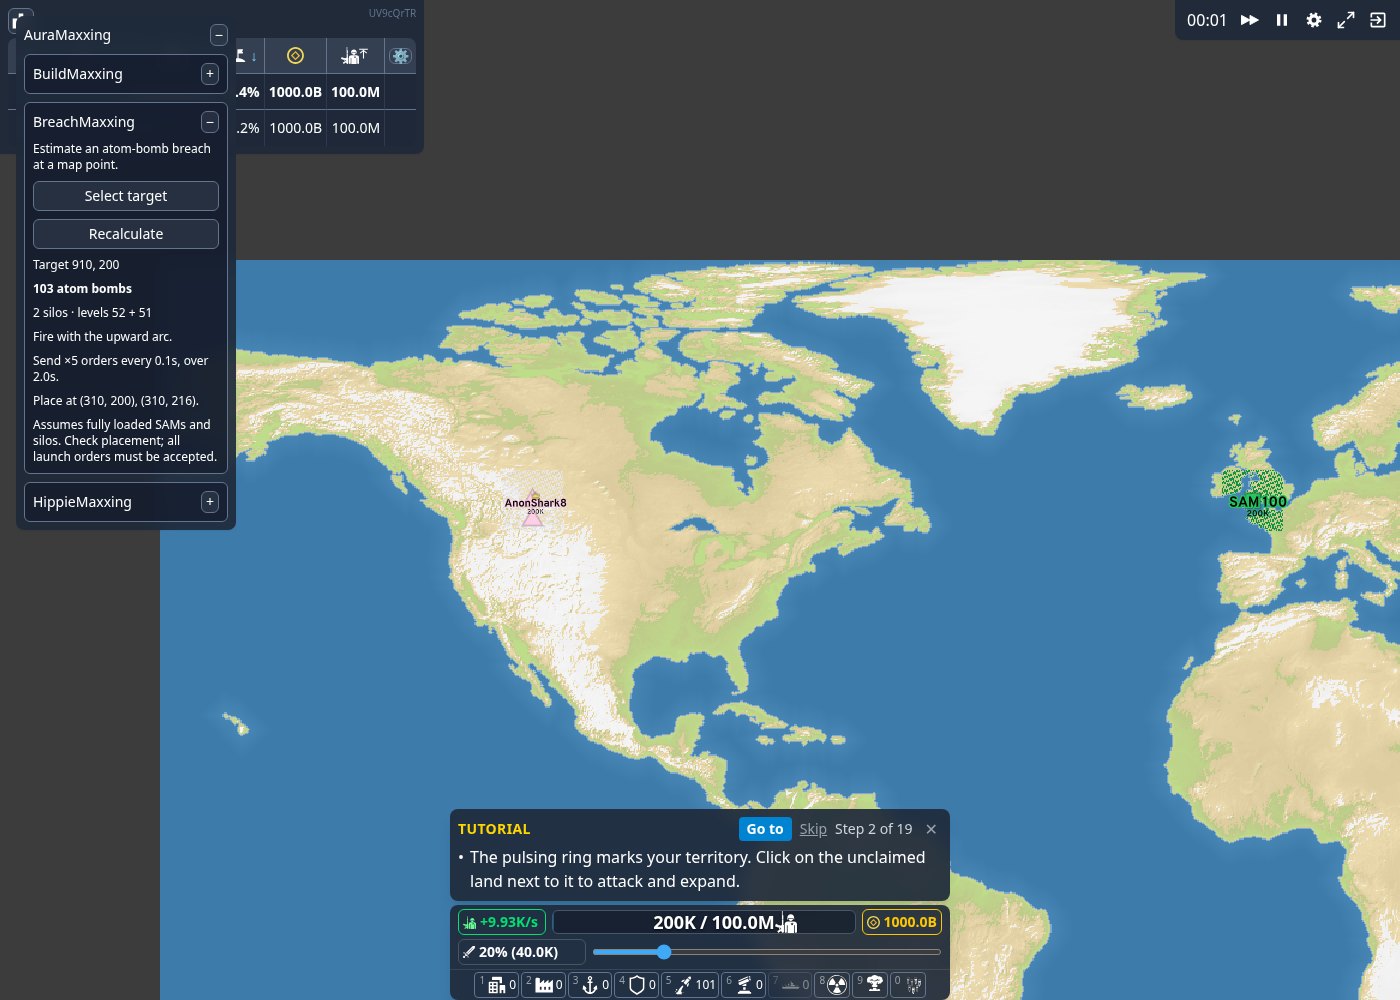 UV9cQrTR
00:01
AuraMaxxing
BuildMaxxing
.4% 1000.0B 100.0M
.2% 1000.0B 100.0M
BreachMaxxing
Estimate an atom-bomb breach
at a map point.
Select target
Recalculate
Target 910, 200
103 atom bombs
2 silos · levels 52 + 51
Fire with the upward arc.
Send ×5 orders every 0.1s, over
2.0s.
Place at (310, 200), (310, 216).
Assumes fully loaded SAMs and
silos. Check placement; all
launch orders must be accepted.
HippieMaxxing
AnonShark8
200K
SAM 100
200K
TUTORIAL
Go to Skip Step 2 of 19 ×
• The pulsing ring marks your territory. Click on the unclaimed
land next to it to attack and expand.
+9.93K/s 200K / 100.0M 1000.0B
20% (40.0K)
1 0 2 0 3 0 4 0 5 101 6 0 7 0 8 9 0